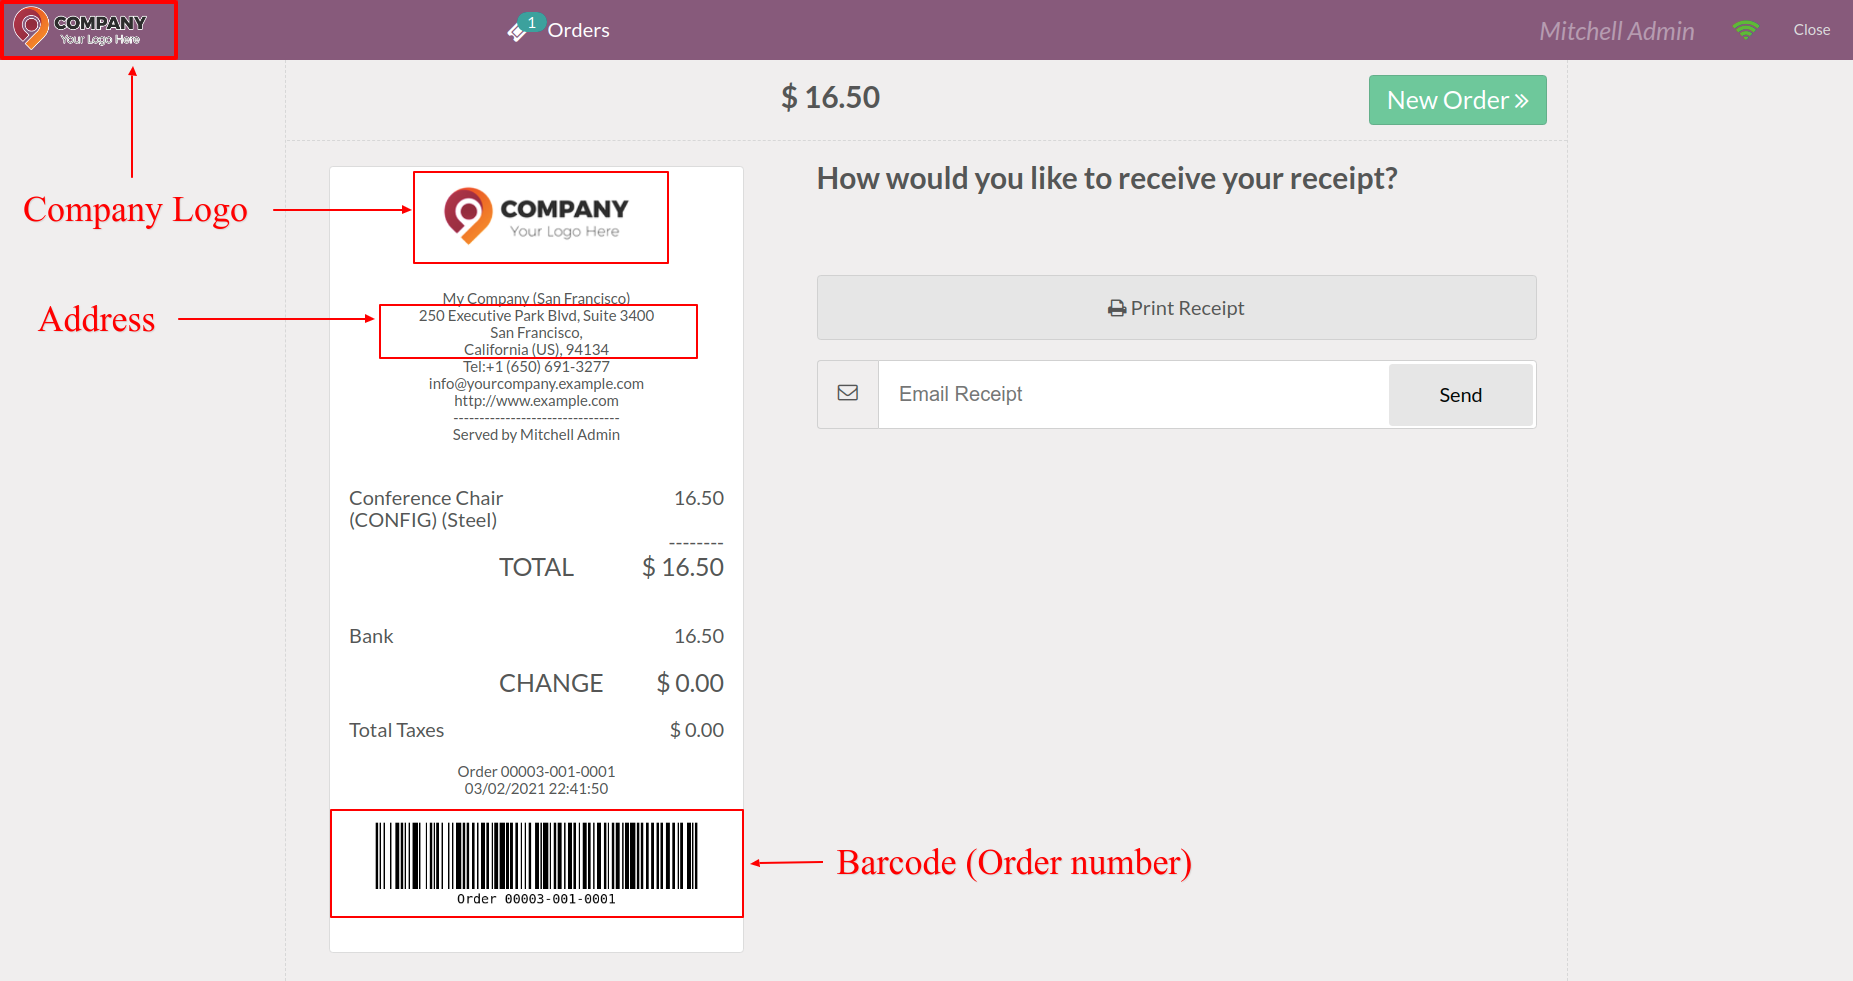 COMPANY
Your Logo Here
1
Orders
Mitchell Admin
Close
$ 16.50
New Order »
Company Logo
COMPANY
Your Logo Here
How would you like to receive your receipt?
Address
My Company (San Francisco)
250 Executive Park Blvd, Suite 3400
San Francisco,
California (US), 94134
Tel:+1 (650) 691-3277
info@yourcompany.example.com
http://www.example.com
--------------------------------
Served by Mitchell Admin
Print Receipt
Email Receipt
Send
Conference Chair 16.50
(CONFIG) (Steel)
--------
TOTAL $ 16.50
Bank 16.50
CHANGE $ 0.00
Total Taxes $ 0.00
Order 00003-001-0001
03/02/2021 22:41:50
Order 00003-001-0001
Barcode (Order number)